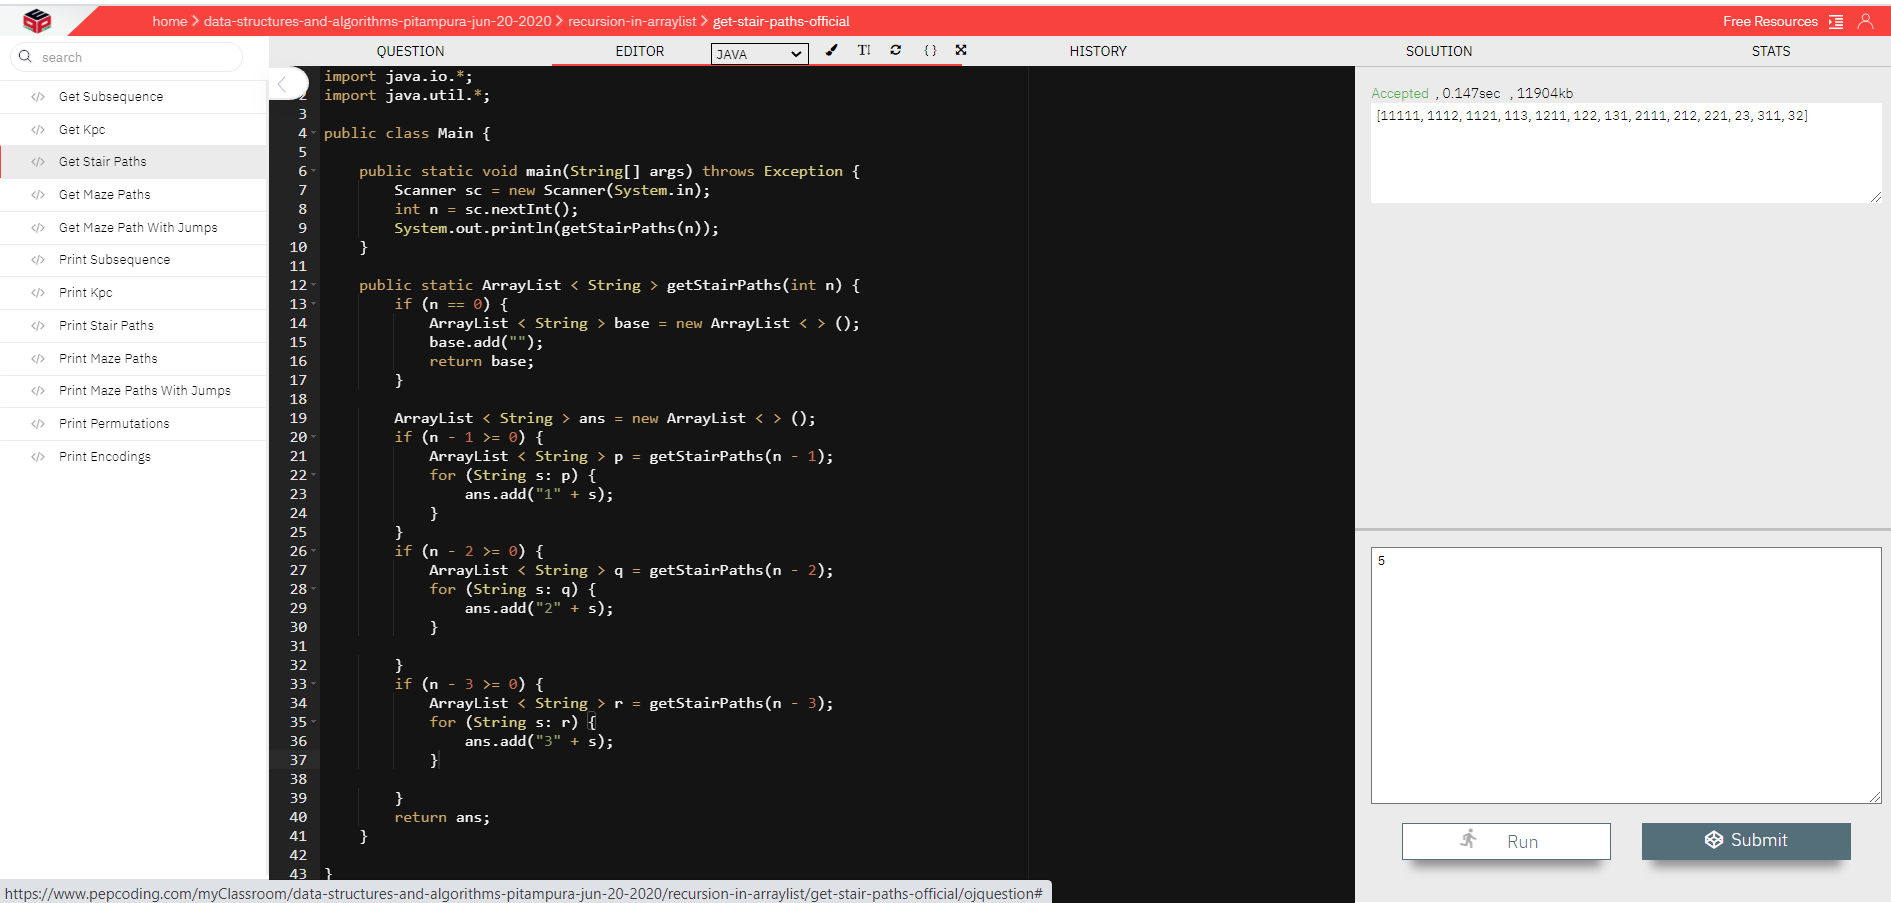 home > data-structures-and-algorithms-pitampura-jun-20-2020 > recursion-in-arraylist > get-stair-paths-official
Free Resources
search
Get Subsequence
Get Kpc
Get Stair Paths
Get Maze Paths
Get Maze Path With Jumps
Print Subsequence
Print Kpc
Print Stair Paths
Print Maze Paths
Print Maze Paths With Jumps
Print Permutations
Print Encodings
QUESTION
EDITOR
JAVA
HISTORY
SOLUTION
STATS
import java.io.*;
2 import java.util.*;
3
4 public class Main {
5
6     public static void main(String[] args) throws Exception {
7         Scanner sc = new Scanner(System.in);
8         int n = sc.nextInt();
9         System.out.println(getStairPaths(n));
10     }
11
12     public static ArrayList < String > getStairPaths(int n) {
13         if (n == 0) {
14             ArrayList < String > base = new ArrayList < > ();
15             base.add("");
16             return base;
17         }
18
19         ArrayList < String > ans = new ArrayList < > ();
20         if (n - 1 >= 0) {
21             ArrayList < String > p = getStairPaths(n - 1);
22             for (String s: p) {
23                 ans.add("1" + s);
24             }
25         }
26         if (n - 2 >= 0) {
27             ArrayList < String > q = getStairPaths(n - 2);
28             for (String s: q) {
29                 ans.add("2" + s);
30             }
31
32         }
33         if (n - 3 >= 0) {
34             ArrayList < String > r = getStairPaths(n - 3);
35             for (String s: r) {
36                 ans.add("3" + s);
37             }
38
39         }
40         return ans;
41     }
42
43 }
Accepted , 0.147sec , 11904kb
[11111, 1112, 1121, 113, 1211, 122, 131, 2111, 212, 221, 23, 311, 32]
5
Run
Submit
https://www.pepcoding.com/myClassroom/data-structures-and-algorithms-pitampura-jun-20-2020/recursion-in-arraylist/get-stair-paths-official/ojquestion#